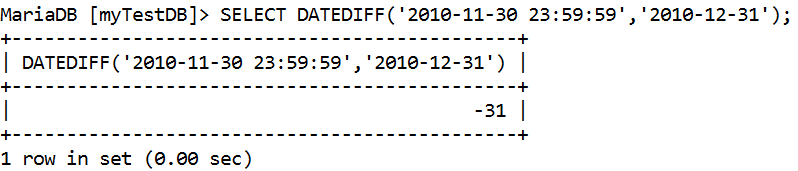 MariaDB [myTestDB]> SELECT DATEDIFF('2010-11-30 23:59:59','2010-12-31');
+----------------------------------------------+
| DATEDIFF('2010-11-30 23:59:59','2010-12-31') |
+----------------------------------------------+
|                                          -31 |
+----------------------------------------------+
1 row in set (0.00 sec)